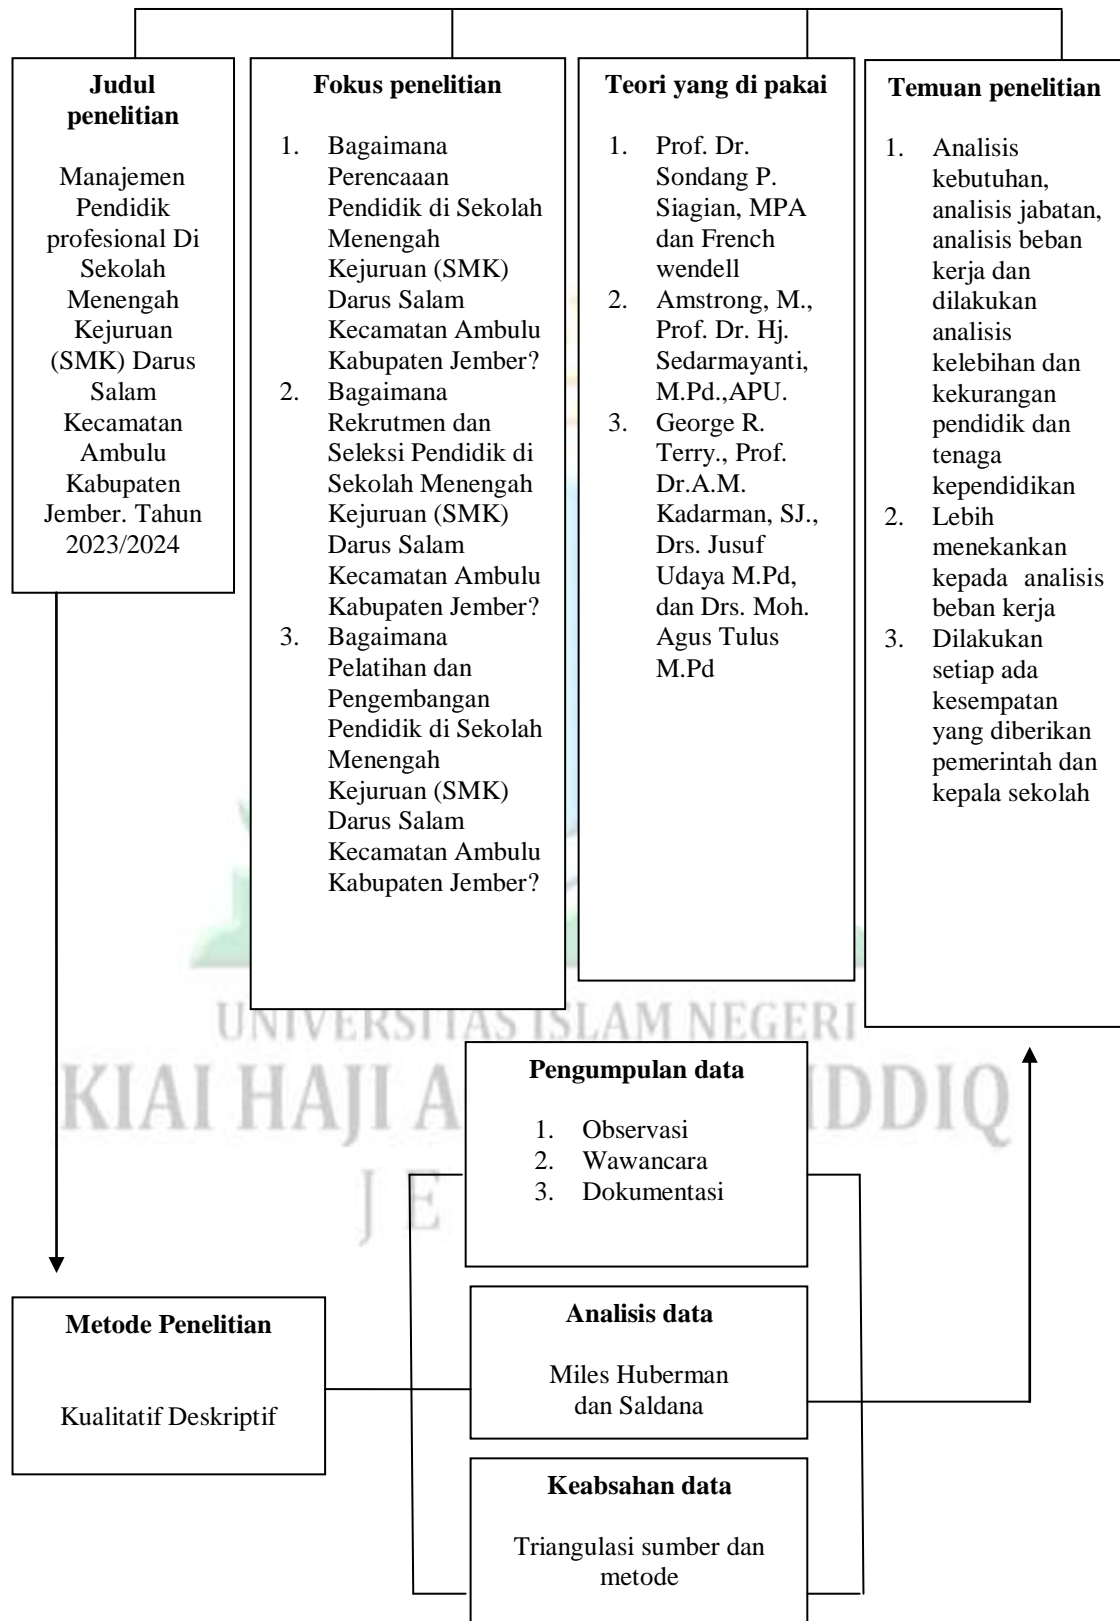 Judul
penelitian
Manajemen
Pendidik
profesional Di
Sekolah
Menengah
Kejuruan
(SMK) Darus
Salam
Kecamatan
Ambulu
Kabupaten
Jember. Tahun
2023/2024
Fokus penelitian
1. Bagaimana
Perencaaan
Pendidik di Sekolah
Menengah
Kejuruan (SMK)
Darus Salam
Kecamatan Ambulu
Kabupaten Jember?
2. Bagaimana
Rekrutmen dan
Seleksi Pendidik di
Sekolah Menengah
Kejuruan (SMK)
Darus Salam
Kecamatan Ambulu
Kabupaten Jember?
3. Bagaimana
Pelatihan dan
Pengembangan
Pendidik di Sekolah
Menengah
Kejuruan (SMK)
Darus Salam
Kecamatan Ambulu
Kabupaten Jember?
Teori yang di pakai
1. Prof. Dr.
Sondang P.
Siagian, MPA
dan French
wendell
2. Amstrong, M.,
Prof. Dr. Hj.
Sedarmayanti,
M.Pd.,APU.
3. George R.
Terry., Prof.
Dr.A.M.
Kadarman, SJ.,
Drs. Jusuf
Udaya M.Pd,
dan Drs. Moh.
Agus Tulus
M.Pd
Temuan penelitian
1. Analisis
kebutuhan,
analisis jabatan,
analisis beban
kerja dan
dilakukan
analisis
kelebihan dan
kekurangan
pendidik dan
tenaga
kependidikan
2. Lebih
menekankan
kepada analisis
beban kerja
3. Dilakukan
setiap ada
kesempatan
yang diberikan
pemerintah dan
kepala sekolah
UNIVERSITAS ISLAM NEGERI
KIAI HAJI A IDDIQ
J E
Pengumpulan data
1. Observasi
2. Wawancara
3. Dokumentasi
Metode Penelitian
Kualitatif Deskriptif
Analisis data
Miles Huberman
dan Saldana
Keabsahan data
Triangulasi sumber dan
metode